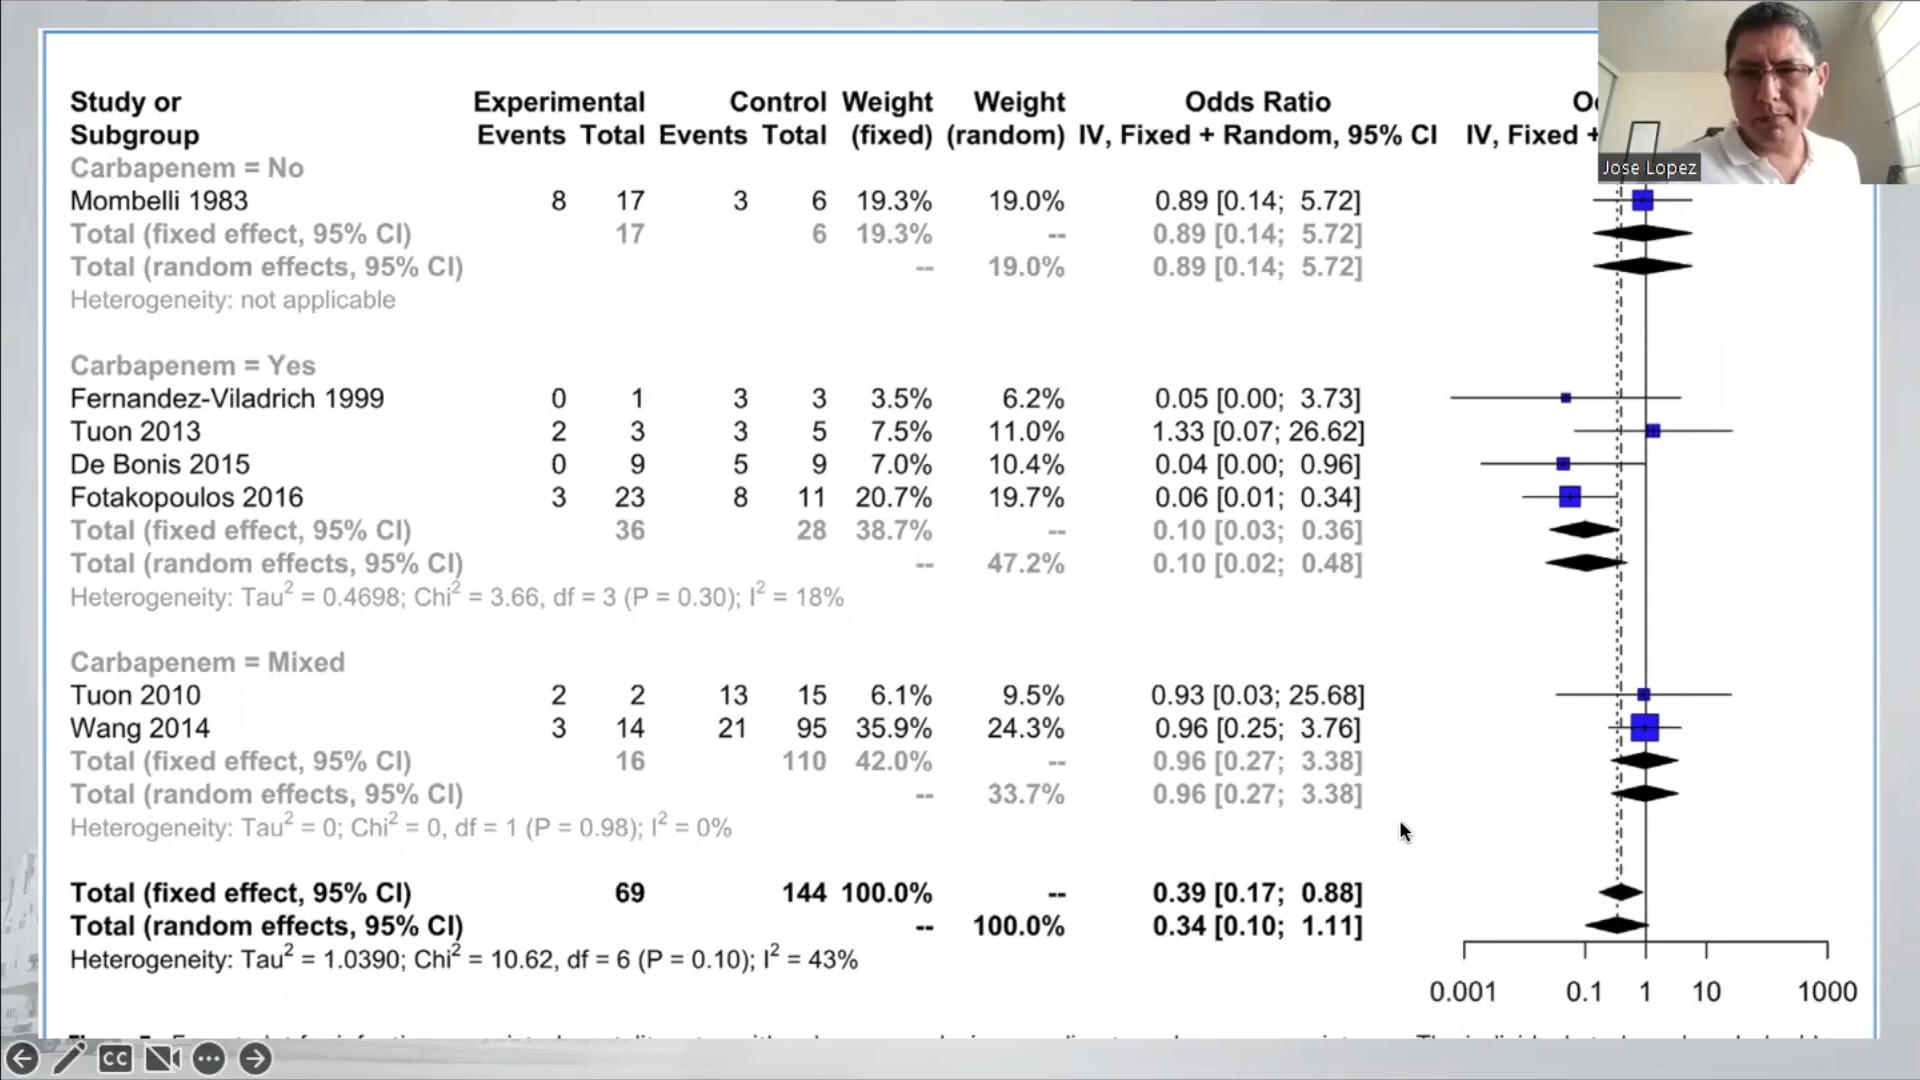 Study or Experimental Control Weight Weight Odds Ratio
Subgroup Events Total Events Total (fixed) (random) IV, Fixed + Random, 95% CI IV, Fixed +
Carbapenem = No
Mombelli 1983 8 17 3 6 19.3% 19.0% 0.89 [0.14; 5.72]
Total (fixed effect, 95% CI) 17 6 19.3% -- 0.89 [0.14; 5.72]
Total (random effects, 95% CI) -- 19.0% 0.89 [0.14; 5.72]
Heterogeneity: not applicable
Carbapenem = Yes
Fernandez-Viladrich 1999 0 1 3 3 3.5% 6.2% 0.05 [0.00; 3.73]
Tuon 2013 2 3 3 5 7.5% 11.0% 1.33 [0.07; 26.62]
De Bonis 2015 0 9 5 9 7.0% 10.4% 0.04 [0.00; 0.96]
Fotakopoulos 2016 3 23 8 11 20.7% 19.7% 0.06 [0.01; 0.34]
Total (fixed effect, 95% CI) 36 28 38.7% -- 0.10 [0.03; 0.36]
Total (random effects, 95% CI) -- 47.2% 0.10 [0.02; 0.48]
Heterogeneity: Tau² = 0.4698; Chi² = 3.66, df = 3 (P = 0.30); I² = 18%
Carbapenem = Mixed
Tuon 2010 2 2 13 15 6.1% 9.5% 0.93 [0.03; 25.68]
Wang 2014 3 14 21 95 35.9% 24.3% 0.96 [0.25; 3.76]
Total (fixed effect, 95% CI) 16 110 42.0% -- 0.96 [0.27; 3.38]
Total (random effects, 95% CI) -- 33.7% 0.96 [0.27; 3.38]
Heterogeneity: Tau² = 0; Chi² = 0, df = 1 (P = 0.98); I² = 0%
Total (fixed effect, 95% CI) 69 144 100.0% -- 0.39 [0.17; 0.88]
Total (random effects, 95% CI) -- 100.0% 0.34 [0.10; 1.11]
Heterogeneity: Tau² = 1.0390; Chi² = 10.62, df = 6 (P = 0.10); I² = 43%
0.001 0.1 1 10 1000
Jose Lopez
CC